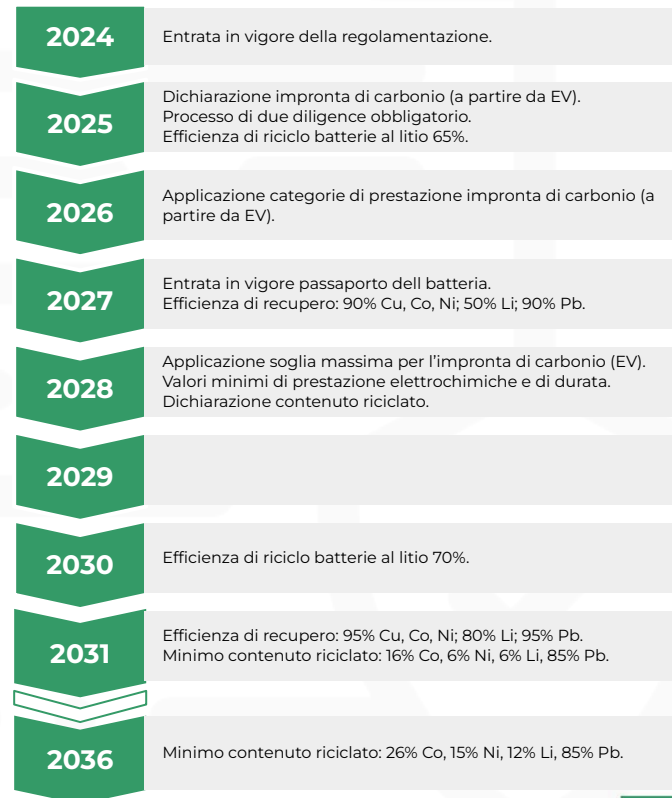 2024
Entrata in vigore della regolamentazione.
2025
Dichiarazione impronta di carbonio (a partire da EV).
Processo di due diligence obbligatorio.
Efficienza di riciclo batterie al litio 65%.
2026
Applicazione categorie di prestazione impronta di carbonio (a
partire da EV).
2027
Entrata in vigore passaporto dell batteria.
Efficienza di recupero: 90% Cu, Co, Ni; 50% Li; 90% Pb.
2028
Applicazione soglia massima per l’impronta di carbonio (EV).
Valori minimi di prestazione elettrochimiche e di durata.
Dichiarazione contenuto riciclato.
2029
2030
Efficienza di riciclo batterie al litio 70%.
2031
Efficienza di recupero: 95% Cu, Co, Ni; 80% Li; 95% Pb.
Minimo contenuto riciclato: 16% Co, 6% Ni, 6% Li, 85% Pb.
2036
Minimo contenuto riciclato: 26% Co, 15% Ni, 12% Li, 85% Pb.